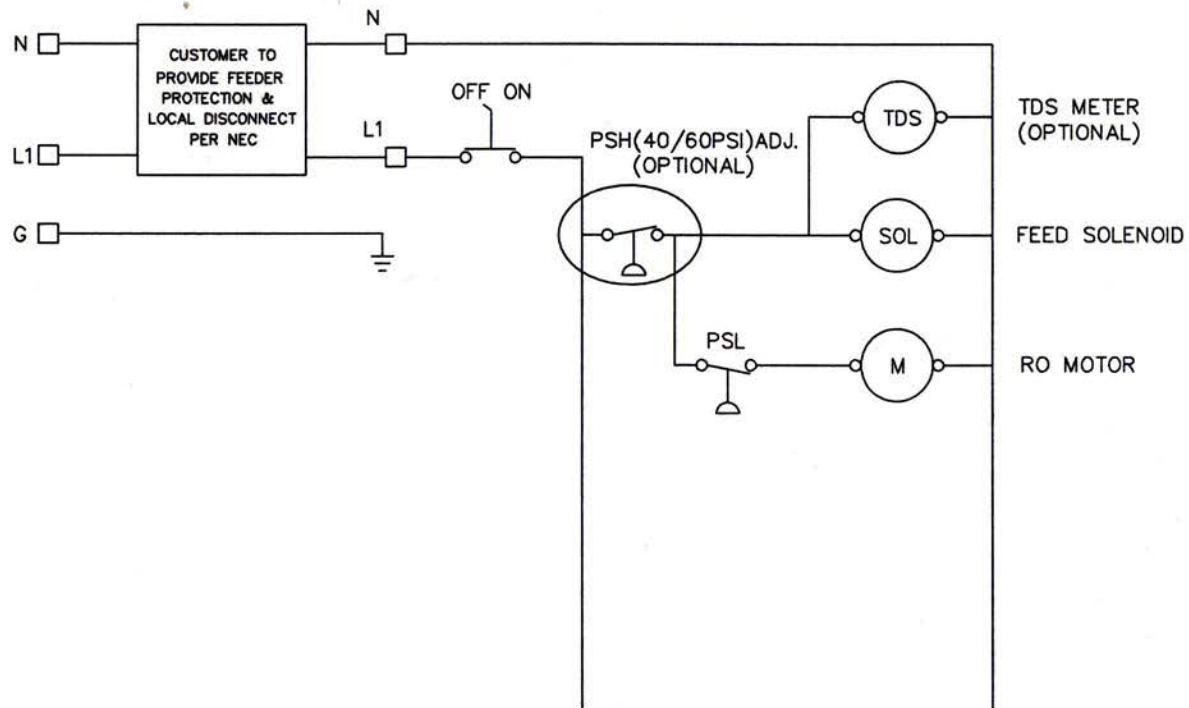 N
CUSTOMER TO
PROVIDE FEEDER
PROTECTION &
LOCAL DISCONNECT
PER NEC
N
L1
L1
G
OFF ON
PSH(40/60PSI)ADJ.
(OPTIONAL)
TDS
TDS METER
(OPTIONAL)
SOL
FEED SOLENOID
PSL
M
RO MOTOR